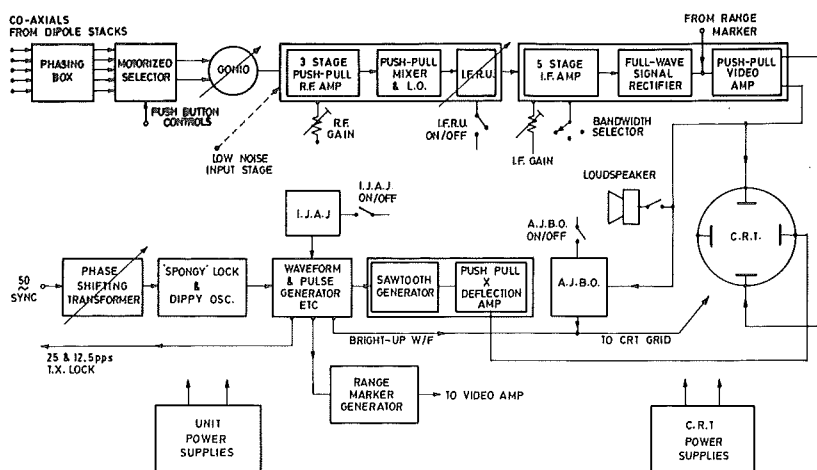 CO-AXIALS
FROM DIPOLE STACKS
PHASING
BOX
MOTORIZED
SELECTOR
PUSH BUTTON
CONTROLS
GONIO
LOW NOISE
INPUT STAGE
3 STAGE
PUSH-PULL
R.F. AMP
R.F.
GAIN
PUSH-PULL
MIXER
& L.O.
I.F.R.U.
I.F.R.U.
ON/OFF
5 STAGE
I.F. AMP
I.F. GAIN
BANDWIDTH
SELECTOR
FULL-WAVE
SIGNAL
RECTIFIER
FROM RANGE
MARKER
PUSH-PULL
VIDEO
AMP
LOUDSPEAKER
C.R.T.
I.J.A.J
I.J.A.J.
ON/OFF
A.J.B.O.
ON/OFF
A.J.B.O.
50
~
SYNC
PHASE
SHIFTING
TRANSFORMER
'SPONGY' LOCK
&
DIPPY OSC.
WAVEFORM
& PULSE
GENERATOR
ETC
SAWTOOTH
GENERATOR
PUSH PULL
X
DEFLECTION
AMP
BRIGHT-UP W/F
TO CRT GRID
25 & 12.5pps
T.X. LOCK
RANGE
MARKER
GENERATOR
TO VIDEO AMP
UNIT
POWER
SUPPLIES
C.R.T
POWER
SUPPLIES